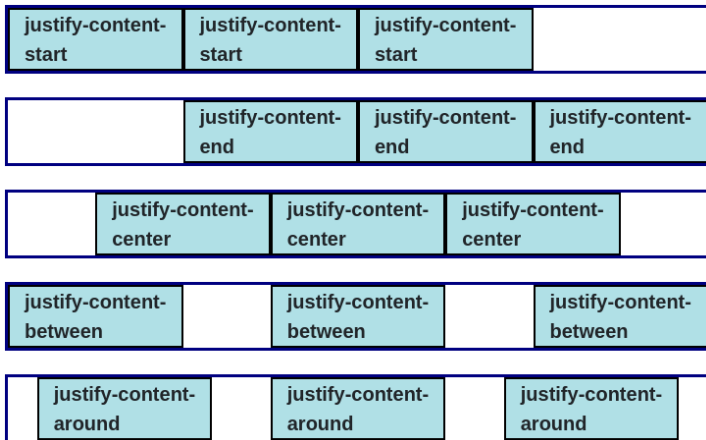 justify-content- justify-content- justify-content-
start start start
justify-content- justify-content- justify-content-
end end end
justify-content- justify-content- justify-content-
center center center
justify-content- justify-content- justify-content-
between between between
justify-content- justify-content- justify-content-
around around around